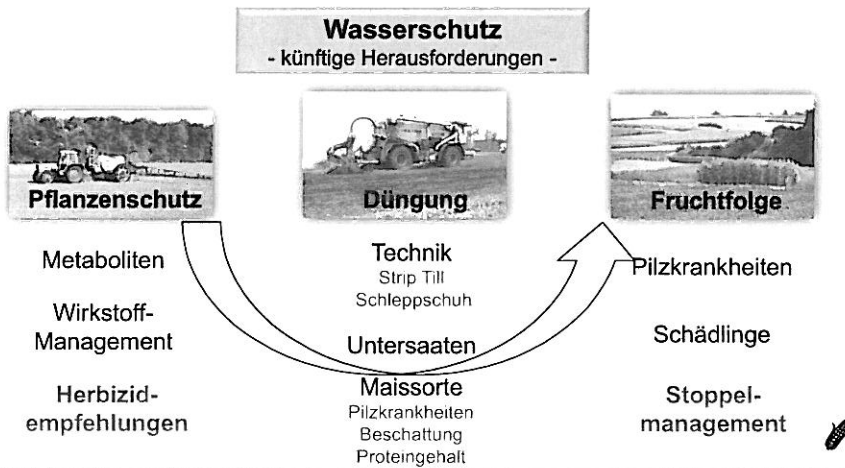 Wasserschutz
- künftige Herausforderungen -
Pflanzenschutz
Metaboliten
Wirkstoff-
Management
Herbizid-
empfehlungen
Düngung
Technik
Strip Till
Schleppschuh
Untersaaten
Maissorte
Pilzkrankheiten
Beschattung
Proteingehalt
Fruchtfolge
Pilzkrankheiten
Schädlinge
Stoppel-
management